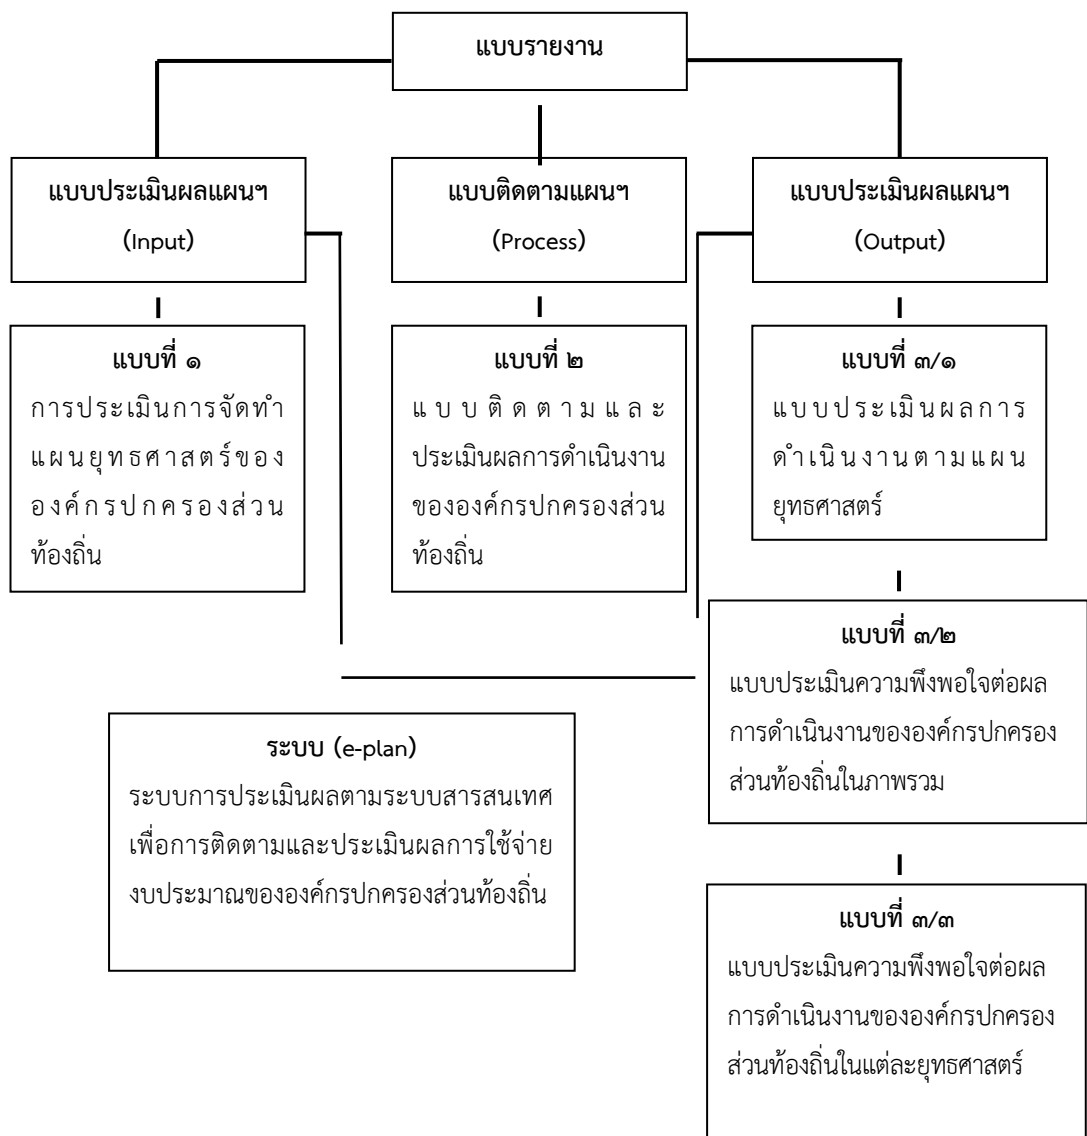 แบบรายงาน
แบบประเมินผลแผนฯ
(Input)
แบบติดตามแผนฯ
(Process)
แบบประเมินผลแผนฯ
(Output)
แบบที่ ๑
การประเมินการจัดทำ
แผนยุทธศาสตร์ของ
องค์กรปกครองส่วน
ท้องถิ่น
แบบที่ ๒
แบบติดตามและ
ประเมินผลการดำเนินงาน
ขององค์กรปกครองส่วน
ท้องถิ่น
แบบที่ ๓/๑
แบบประเมินผลการ
ดำเนินงานตามแผน
ยุทธศาสตร์
แบบที่ ๓/๒
แบบประเมินความพึงพอใจต่อผล
การดำเนินงานขององค์กรปกครอง
ส่วนท้องถิ่นในภาพรวม
ระบบ (e-plan)
ระบบการประเมินผลตามระบบสารสนเทศ
เพื่อการติดตามและประเมินผลการใช้จ่าย
งบประมาณขององค์กรปกครองส่วนท้องถิ่น
แบบที่ ๓/๓
แบบประเมินความพึงพอใจต่อผล
การดำเนินงานขององค์กรปกครอง
ส่วนท้องถิ่นในแต่ละยุทธศาสตร์